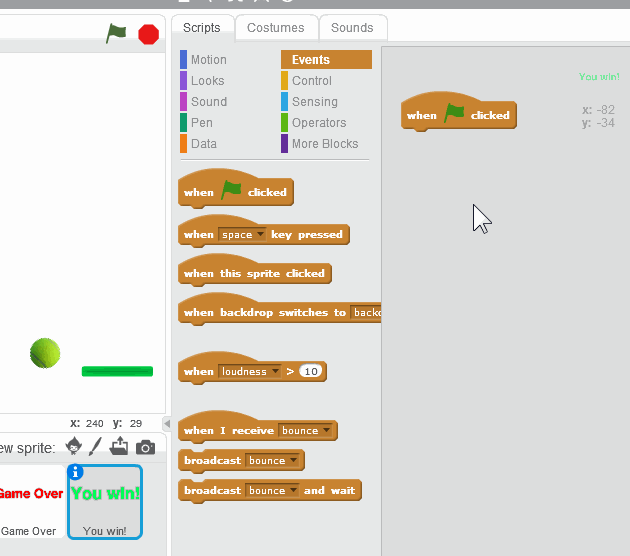 Scripts Costumes Sounds
Motion Events
Looks Control
Sound Sensing
Pen Operators
Data More Blocks
when clicked
when space key pressed
when this sprite clicked
when backdrop switches to
when loudness > 10
when I receive bounce
broadcast bounce
broadcast bounce and wait
You win!
x: -82
y: -34
when clicked
x: 240 y: 29
sprite:
Game Over
Game Over
You win!
You win!